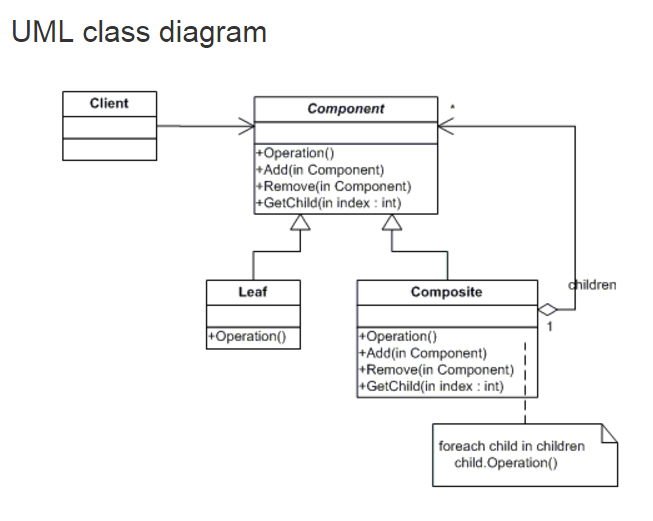 UML class diagram
Client
Component
*
+Operation()
+Add(in Component)
+Remove(in Component)
+GetChild(in index : int)
children
Leaf
+Operation()
Composite
1
+Operation()
+Add(in Component)
+Remove(in Component)
+GetChild(in index : int)
foreach child in children
child.Operation()